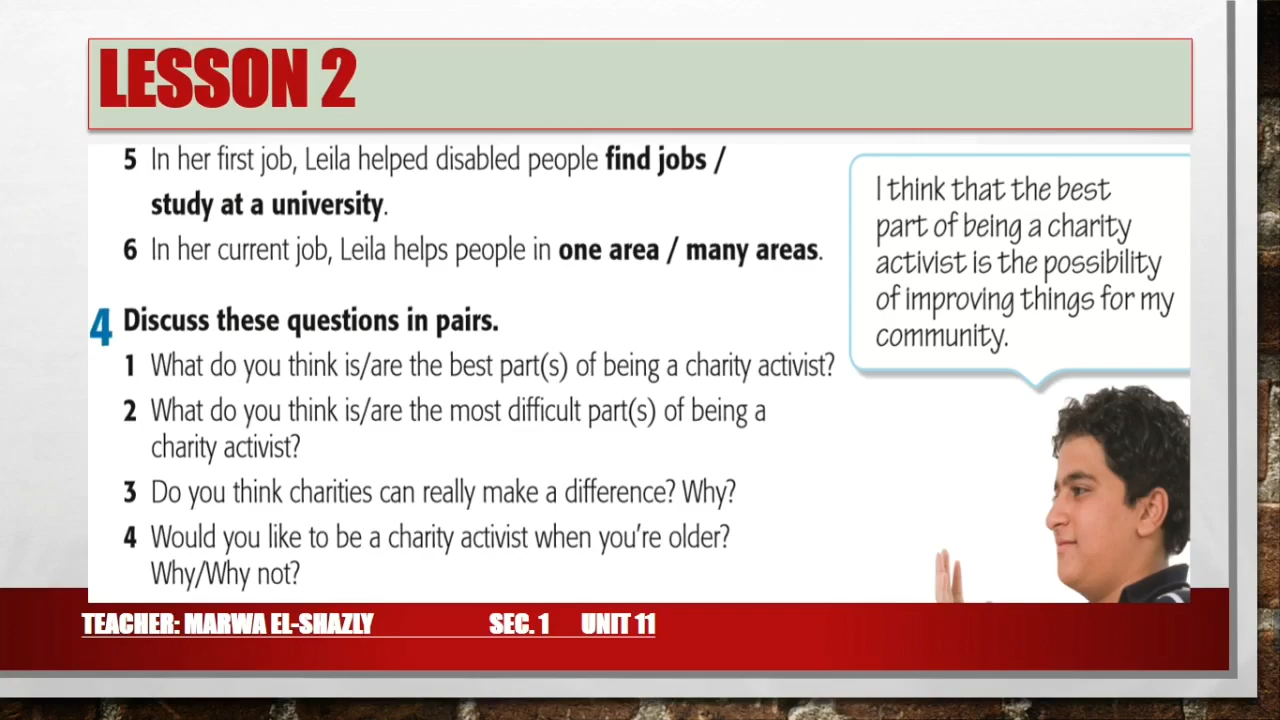 LESSON 2
5 In her first job, Leila helped disabled people find jobs /
study at a university.
6 In her current job, Leila helps people in one area / many areas.
4 Discuss these questions in pairs.
1 What do you think is/are the best part(s) of being a charity activist?
2 What do you think is/are the most difficult part(s) of being a
charity activist?
3 Do you think charities can really make a difference? Why?
4 Would you like to be a charity activist when you're older?
Why/Why not?
I think that the best
part of being a charity
activist is the possibility
of improving things for my
community.
TEACHER: MARWA EL-SHAZLY SEC. 1 UNIT 11